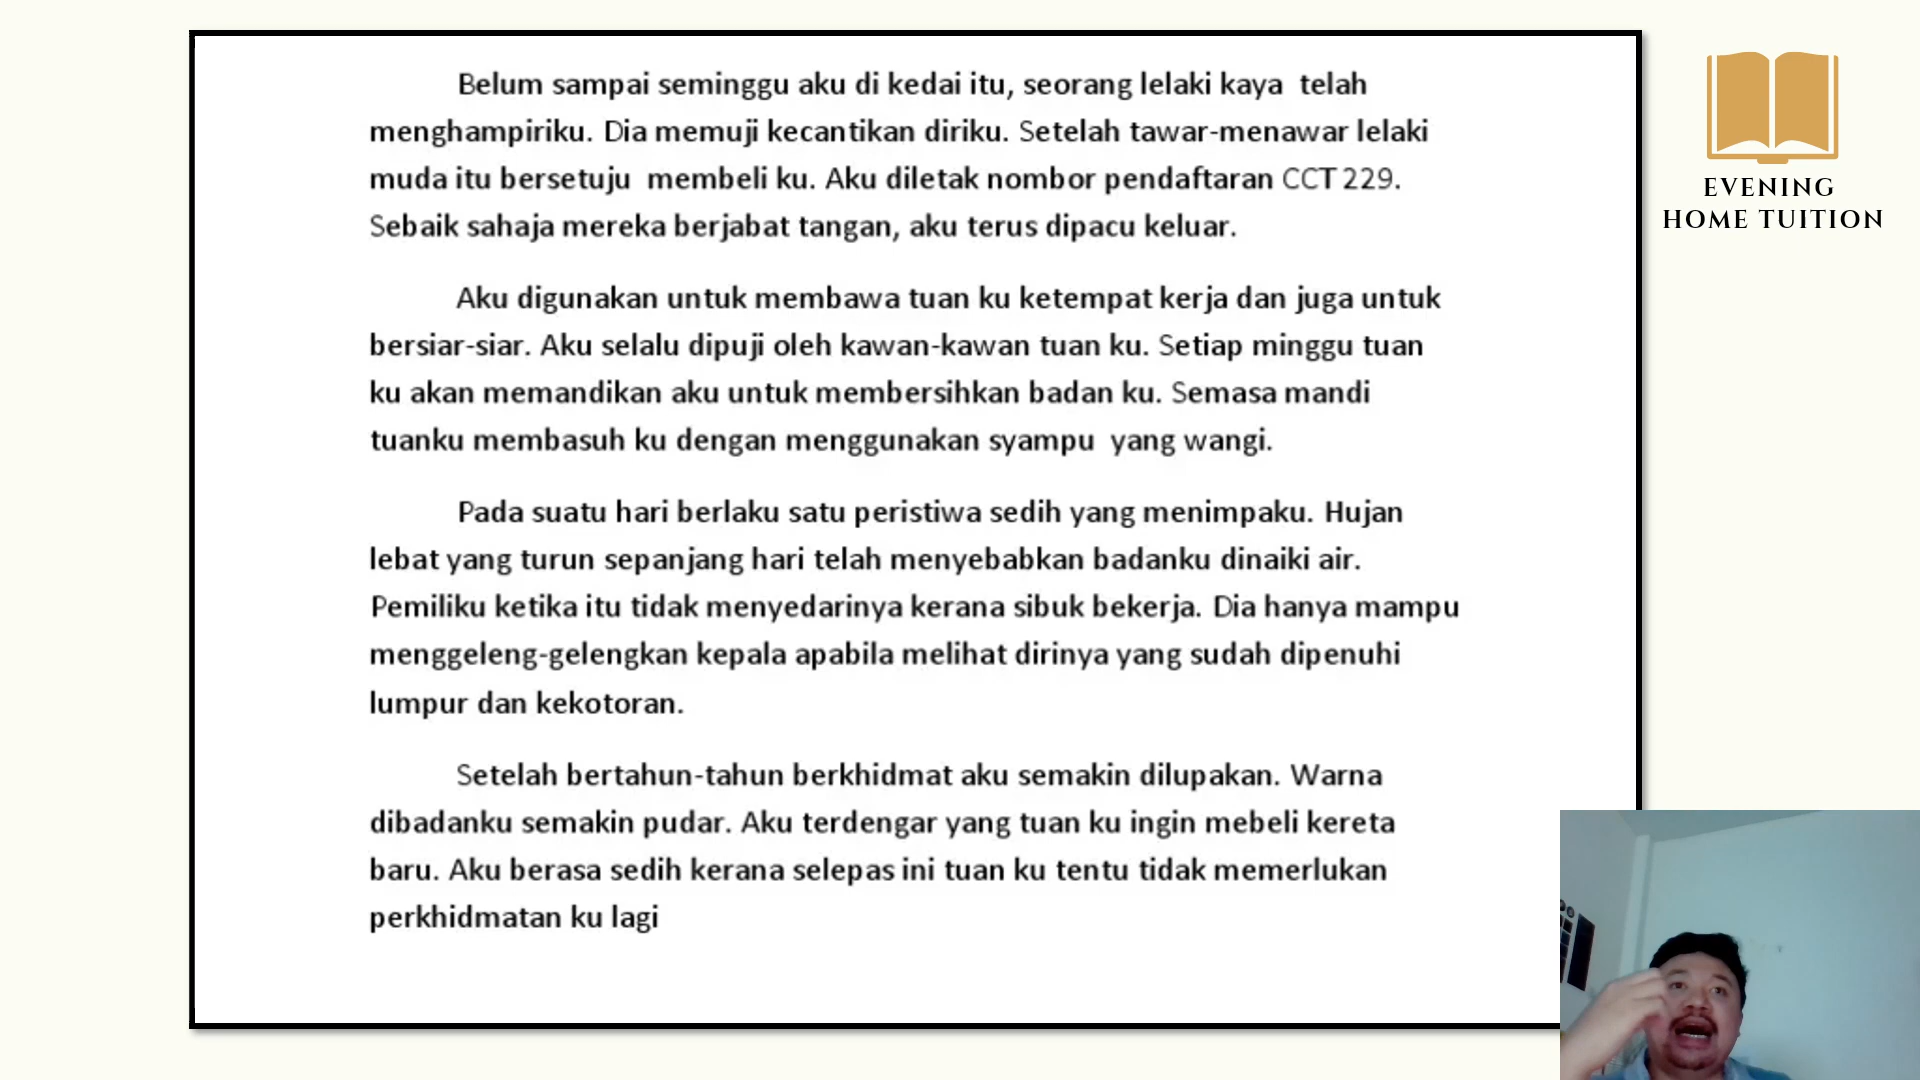 Belum sampai seminggu aku di kedai itu, seorang lelaki kaya telah
menghampiriku. Dia memuji kecantikan diriku. Setelah tawar-menawar lelaki
muda itu bersetuju membeli ku. Aku diletak nombor pendaftaran CCT 229.
Sebaik sahaja mereka berjabat tangan, aku terus dipacu keluar.
Aku digunakan untuk membawa tuan ku ketempat kerja dan juga untuk
bersiar-siar. Aku selalu dipuji oleh kawan-kawan tuan ku. Setiap minggu tuan
ku akan memandikan aku untuk membersihkan badan ku. Semasa mandi
tuanku membasuh ku dengan menggunakan syampu yang wangi.
Pada suatu hari berlaku satu peristiwa sedih yang menimpaku. Hujan
lebat yang turun sepanjang hari telah menyebabkan badanku dinaiki air.
Pemiliku ketika itu tidak menyedarinya kerana sibuk bekerja. Dia hanya mampu
menggeleng-gelengkan kepala apabila melihat dirinya yang sudah dipenuhi
lumpur dan kekotoran.
Setelah bertahun-tahun berkhidmat aku semakin dilupakan. Warna
dibadanku semakin pudar. Aku terdengar yang tuan ku ingin mebeli kereta
baru. Aku berasa sedih kerana selepas ini tuan ku tentu tidak memerlukan
perkhidmatan ku lagi
EVENING
HOME TUITION